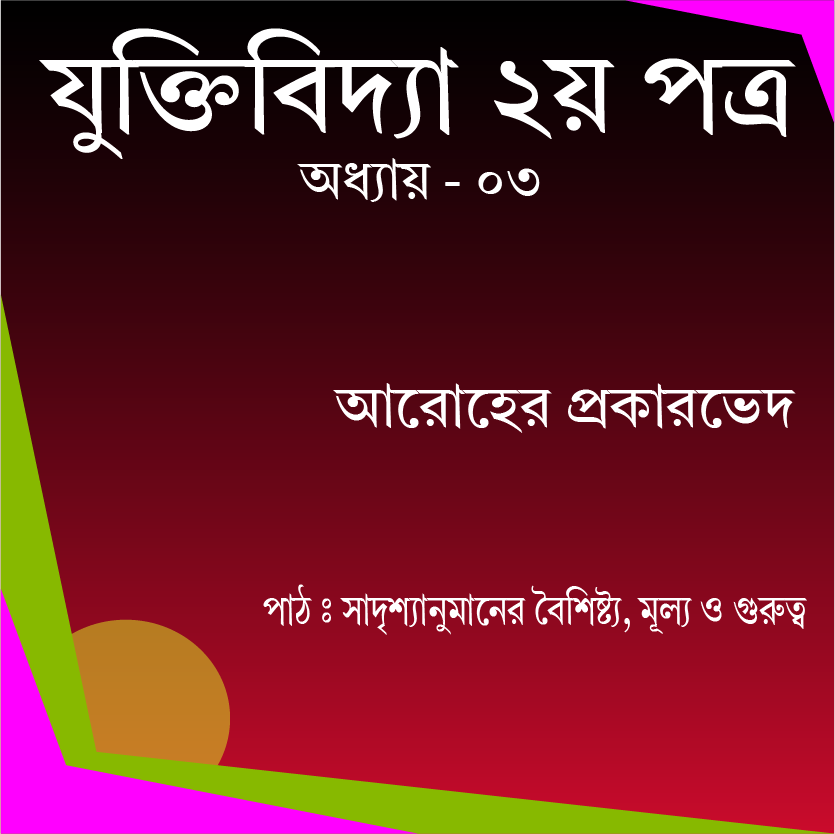 যুক্তিবিদ্যা ২য় পত্র
অধ্যায় - ০৩
আরোহের প্রকারভেদ
পাঠ ঃ সাদৃশ্যানুমানের বৈশিষ্ট্য, মূল্য ও গুরুত্ব